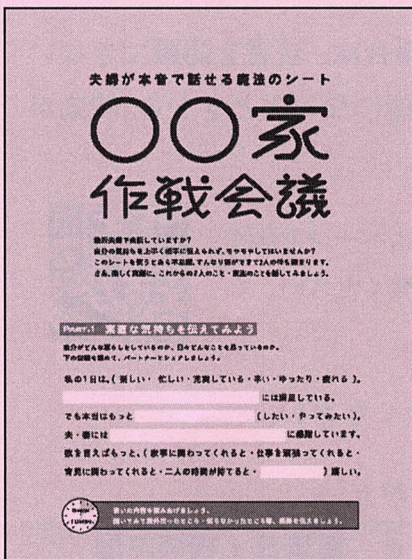 夫婦が本音で話せる魔法のシート
〇〇家
作戦会議
最近夫婦で会話していますか?
自分の気持ちを上手く相手に伝えられず、モヤモヤしてはいませんか?
このシートを使うとあら不思議、すんなり話ができて2人の仲も深まります。
さあ、楽しく真剣に、これからの2人のこと・家族のことを話してみましょう。
PART.1 素直な気持ちを伝えてみよう
自分がどんな暮らしをしているのか、日々どんなことを思っているのか。
下の空欄を埋めて、パートナーとシェアしましょう。
私の1日は、( 楽しい・ 忙しい・ 充実している・ 辛い・ ゆったり・ 疲れる )。
には満足している。
でも本当はもっと (したい・ やってみたい)。
夫・妻には に感謝しています。
欲を言えばもっと、( 家事に関わってくれると・ 仕事を頑張ってくれると・
育児に関わってくれると・ 二人の時間が持てると・ ) 嬉しい。
書いた内容を読みあげましょう。
聞いてみて意外だったところ・知らなかったところ等、感想を伝えましょう。